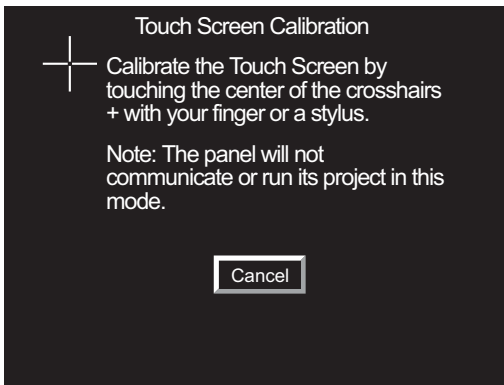 Touch Screen Calibration
Calibrate the Touch Screen by
touching the center of the crosshairs
+ with your finger or a stylus.
Note: The panel will not
communicate or run its project in this
mode.
Cancel